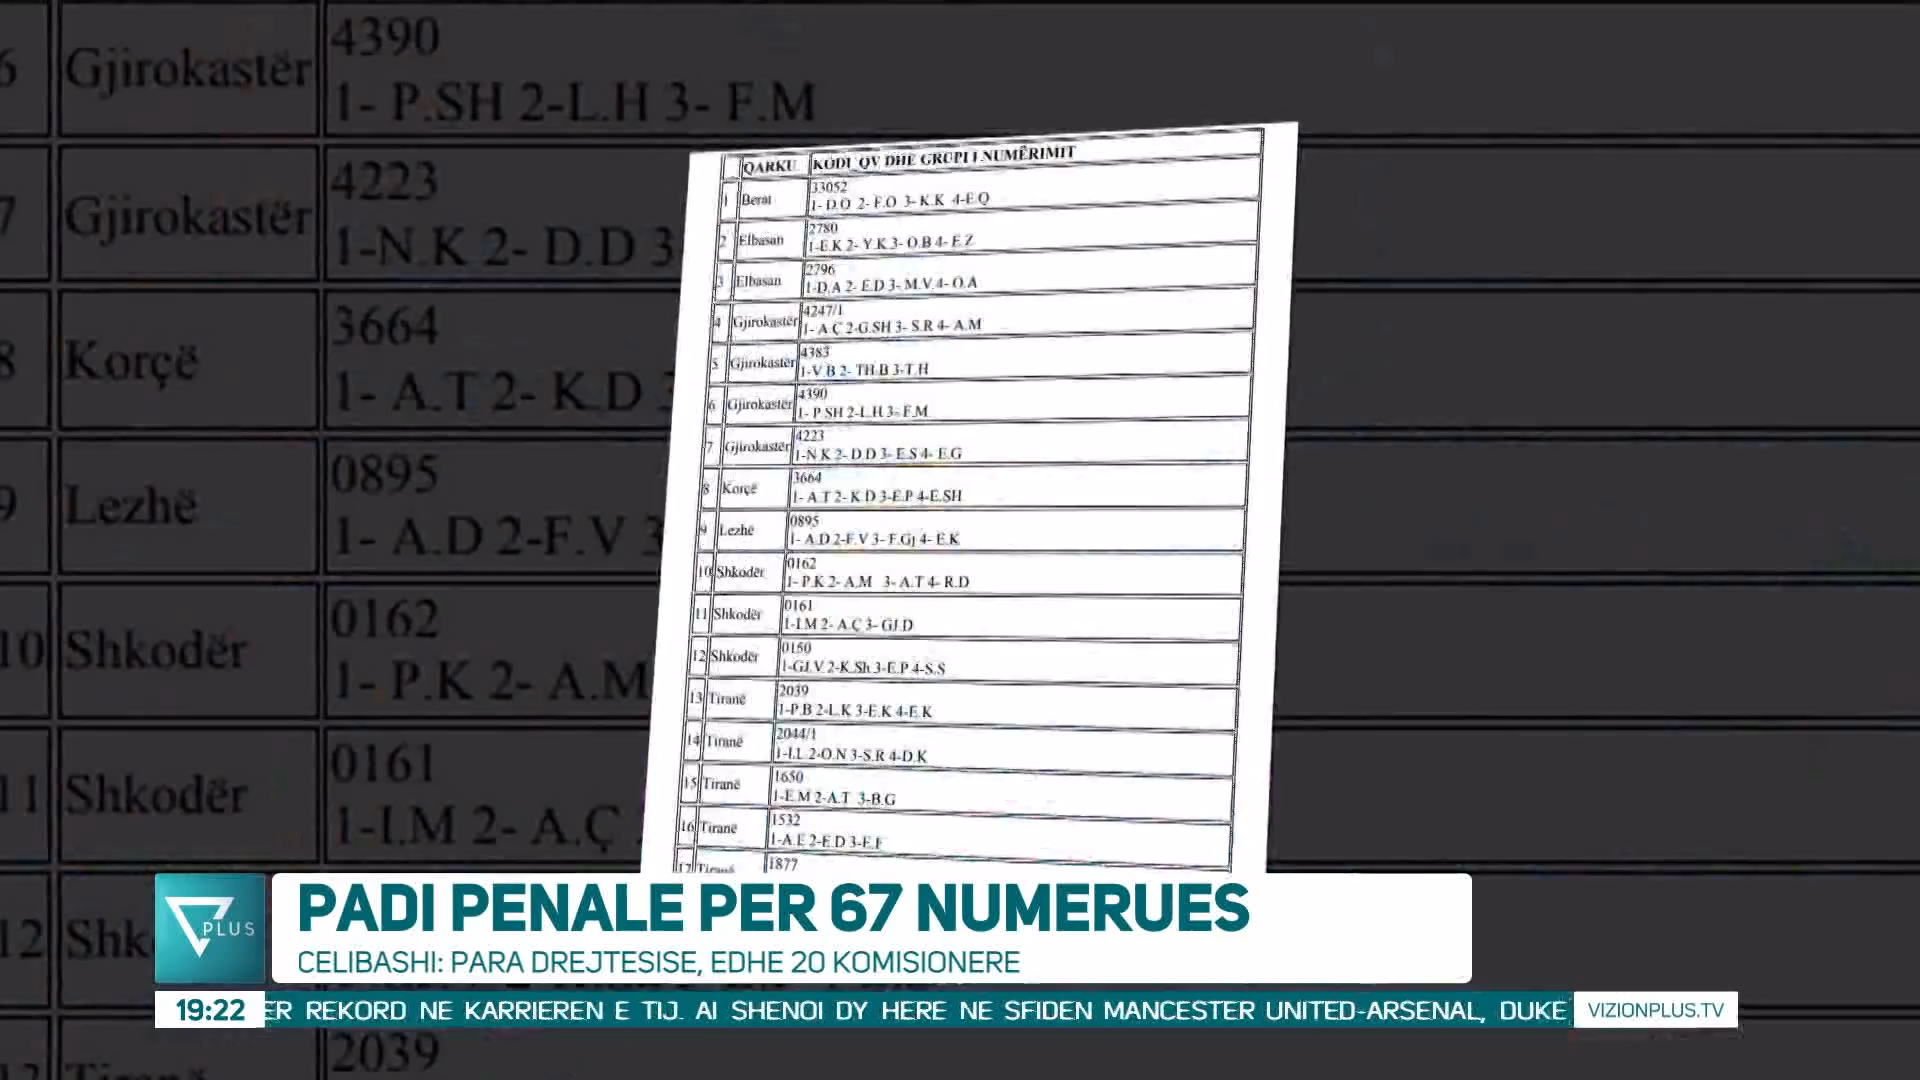 6 Gjirokastër 4390
1- P.SH 2-L.H 3- F.M
7 Gjirokastër 4223
1-N.K 2- D.D 3
8 Korçë 3664
1- A.T 2- K.D 3
9 Lezhë 0895
1- A.D 2-F.V 3
10 Shkodër 0162
1- P.K 2- A.M
11 Shkodër 0161
1-I.M 2- A.Ç
12 Shk
2039
QARKU KODI QV DHE GRUPI I NUMËRIMIT
1 Berat 33052
1- D.O 2- F.O 3- K.K 4-E.Q
2 Elbasan 2780
1-E.K 2- Y.K 3- O.B 4- E.Z
3 Elbasan 2796
1-D.A 2- E.D 3- M.V. 4- O.A
4 Gjirokastër 4247/1
1- A.Ç 2-G.SH 3- S.R 4- A.M
5 Gjirokastër 4383
1-V.B 2- TH.B 3-T.H
6 Gjirokastër 4390
1- P.SH 2-L.H 3- F.M
7 Gjirokastër 4223
1-N.K 2- D.D 3- E.S 4- E.G
8 Korçë 3664
1- A.T 2- K.D 3-E.P 4-E.SH
9 Lezhë 0895
1- A.D 2-F.V 3- F.Gj 4- E.K
10 Shkodër 0162
1- P.K 2- A.M 3- A.T 4- R.D
11 Shkodër 0161
1-I.M 2- A.Ç 3- GJ.D
12 Shkodër 0150
1-GJ.V 2-K.Sh 3-E.P 4-S.S
13 Tiranë 2039
1-P.B 2-L.K 3-E.K 4-E.K
14 Tiranë 2044/1
1-I.L 2-O.N 3-S.R 4-D.K
15 Tiranë 1650
1-E.M 2-A.T 3-B.G
16 Tiranë 1532
1-A.E 2-E.D 3-E.F
17 Tiranë 1877
PLUS
PADI PENALE PER 67 NUMERUES
CELIBASHI: PARA DREJTESISE, EDHE 20 KOMISIONERE
19:22 ER REKORD NE KARRIEREN E TIJ. AI SHENOI DY HERE NE SFIDEN MANCESTER UNITED-ARSENAL, DUKE VIZIONPLUS.TV